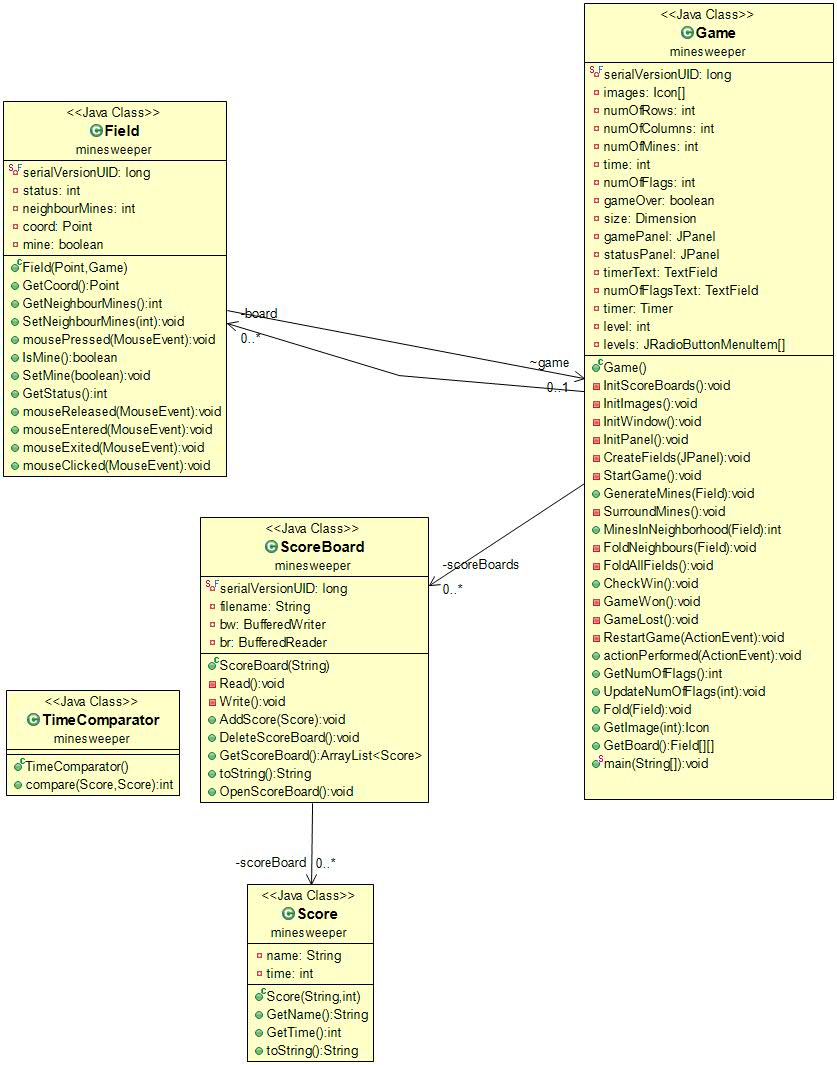 <<Java Class>>
Game
minesweeper
serialVersionUID: long
images: Icon[]
numOfRows: int
numOfColumns: int
numOfMines: int
time: int
numOfFlags: int
gameOver: boolean
size: Dimension
gamePanel: JPanel
statusPanel: JPanel
timerText: TextField
numOfFlagsText: TextField
timer: Timer
level: int
levels: JRadioButtonMenuItem[]
Game()
InitScoreBoards():void
InitImages():void
InitWindow():void
InitPanel():void
CreateFields(JPanel):void
StartGame():void
GenerateMines(Field):void
SurroundMines():void
MinesInNeighborhood(Field):int
FoldNeighbours(Field):void
FoldAllFields():void
CheckWin():void
GameWon():void
GameLost():void
RestartGame(ActionEvent):void
actionPerformed(ActionEvent):void
GetNumOfFlags():int
UpdateNumOfFlags(int):void
Fold(Field):void
GetImage(int):Icon
GetBoard():Field[][]
main(String[]):void
<<Java Class>>
Field
minesweeper
serialVersionUID: long
status: int
neighbourMines: int
coord: Point
mine: boolean
Field(Point,Game)
GetCoord():Point
GetNeighbourMines():int
SetNeighbourMines(int):void
mousePressed(MouseEvent):void
IsMine():boolean
SetMine(boolean):void
GetStatus():int
mouseReleased(MouseEvent):void
mouseEntered(MouseEvent):void
mouseExited(MouseEvent):void
mouseClicked(MouseEvent):void
-board
0..*
~game
0..1
-scoreBoards
0..*
<<Java Class>>
ScoreBoard
minesweeper
serialVersionUID: long
filename: String
bw: BufferedWriter
br: BufferedReader
ScoreBoard(String)
Read():void
Write():void
AddScore(Score):void
DeleteScoreBoard():void
GetScoreBoard():ArrayList<Score>
toString():String
OpenScoreBoard():void
<<Java Class>>
TimeComparator
minesweeper
TimeComparator()
compare(Score,Score):int
-scoreBoard 0..*
<<Java Class>>
Score
minesweeper
name: String
time: int
Score(String,int)
GetName():String
GetTime():int
toString():String